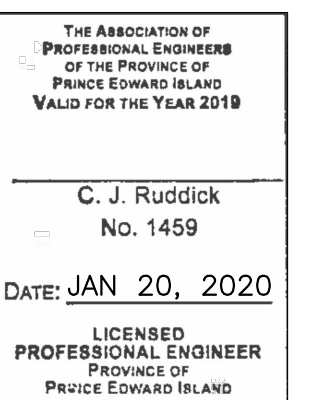 THE ASSOCIATION OF
PROFESSIONAL ENGINEERS
OF THE PROVINCE OF
PRINCE EDWARD ISLAND
VALID FOR THE YEAR 2019
C. J. Ruddick
No. 1459
DATE: JAN 20, 2020
LICENSED
PROFESSIONAL ENGINEER
PROVINCE OF
PRINCE EDWARD ISLAND